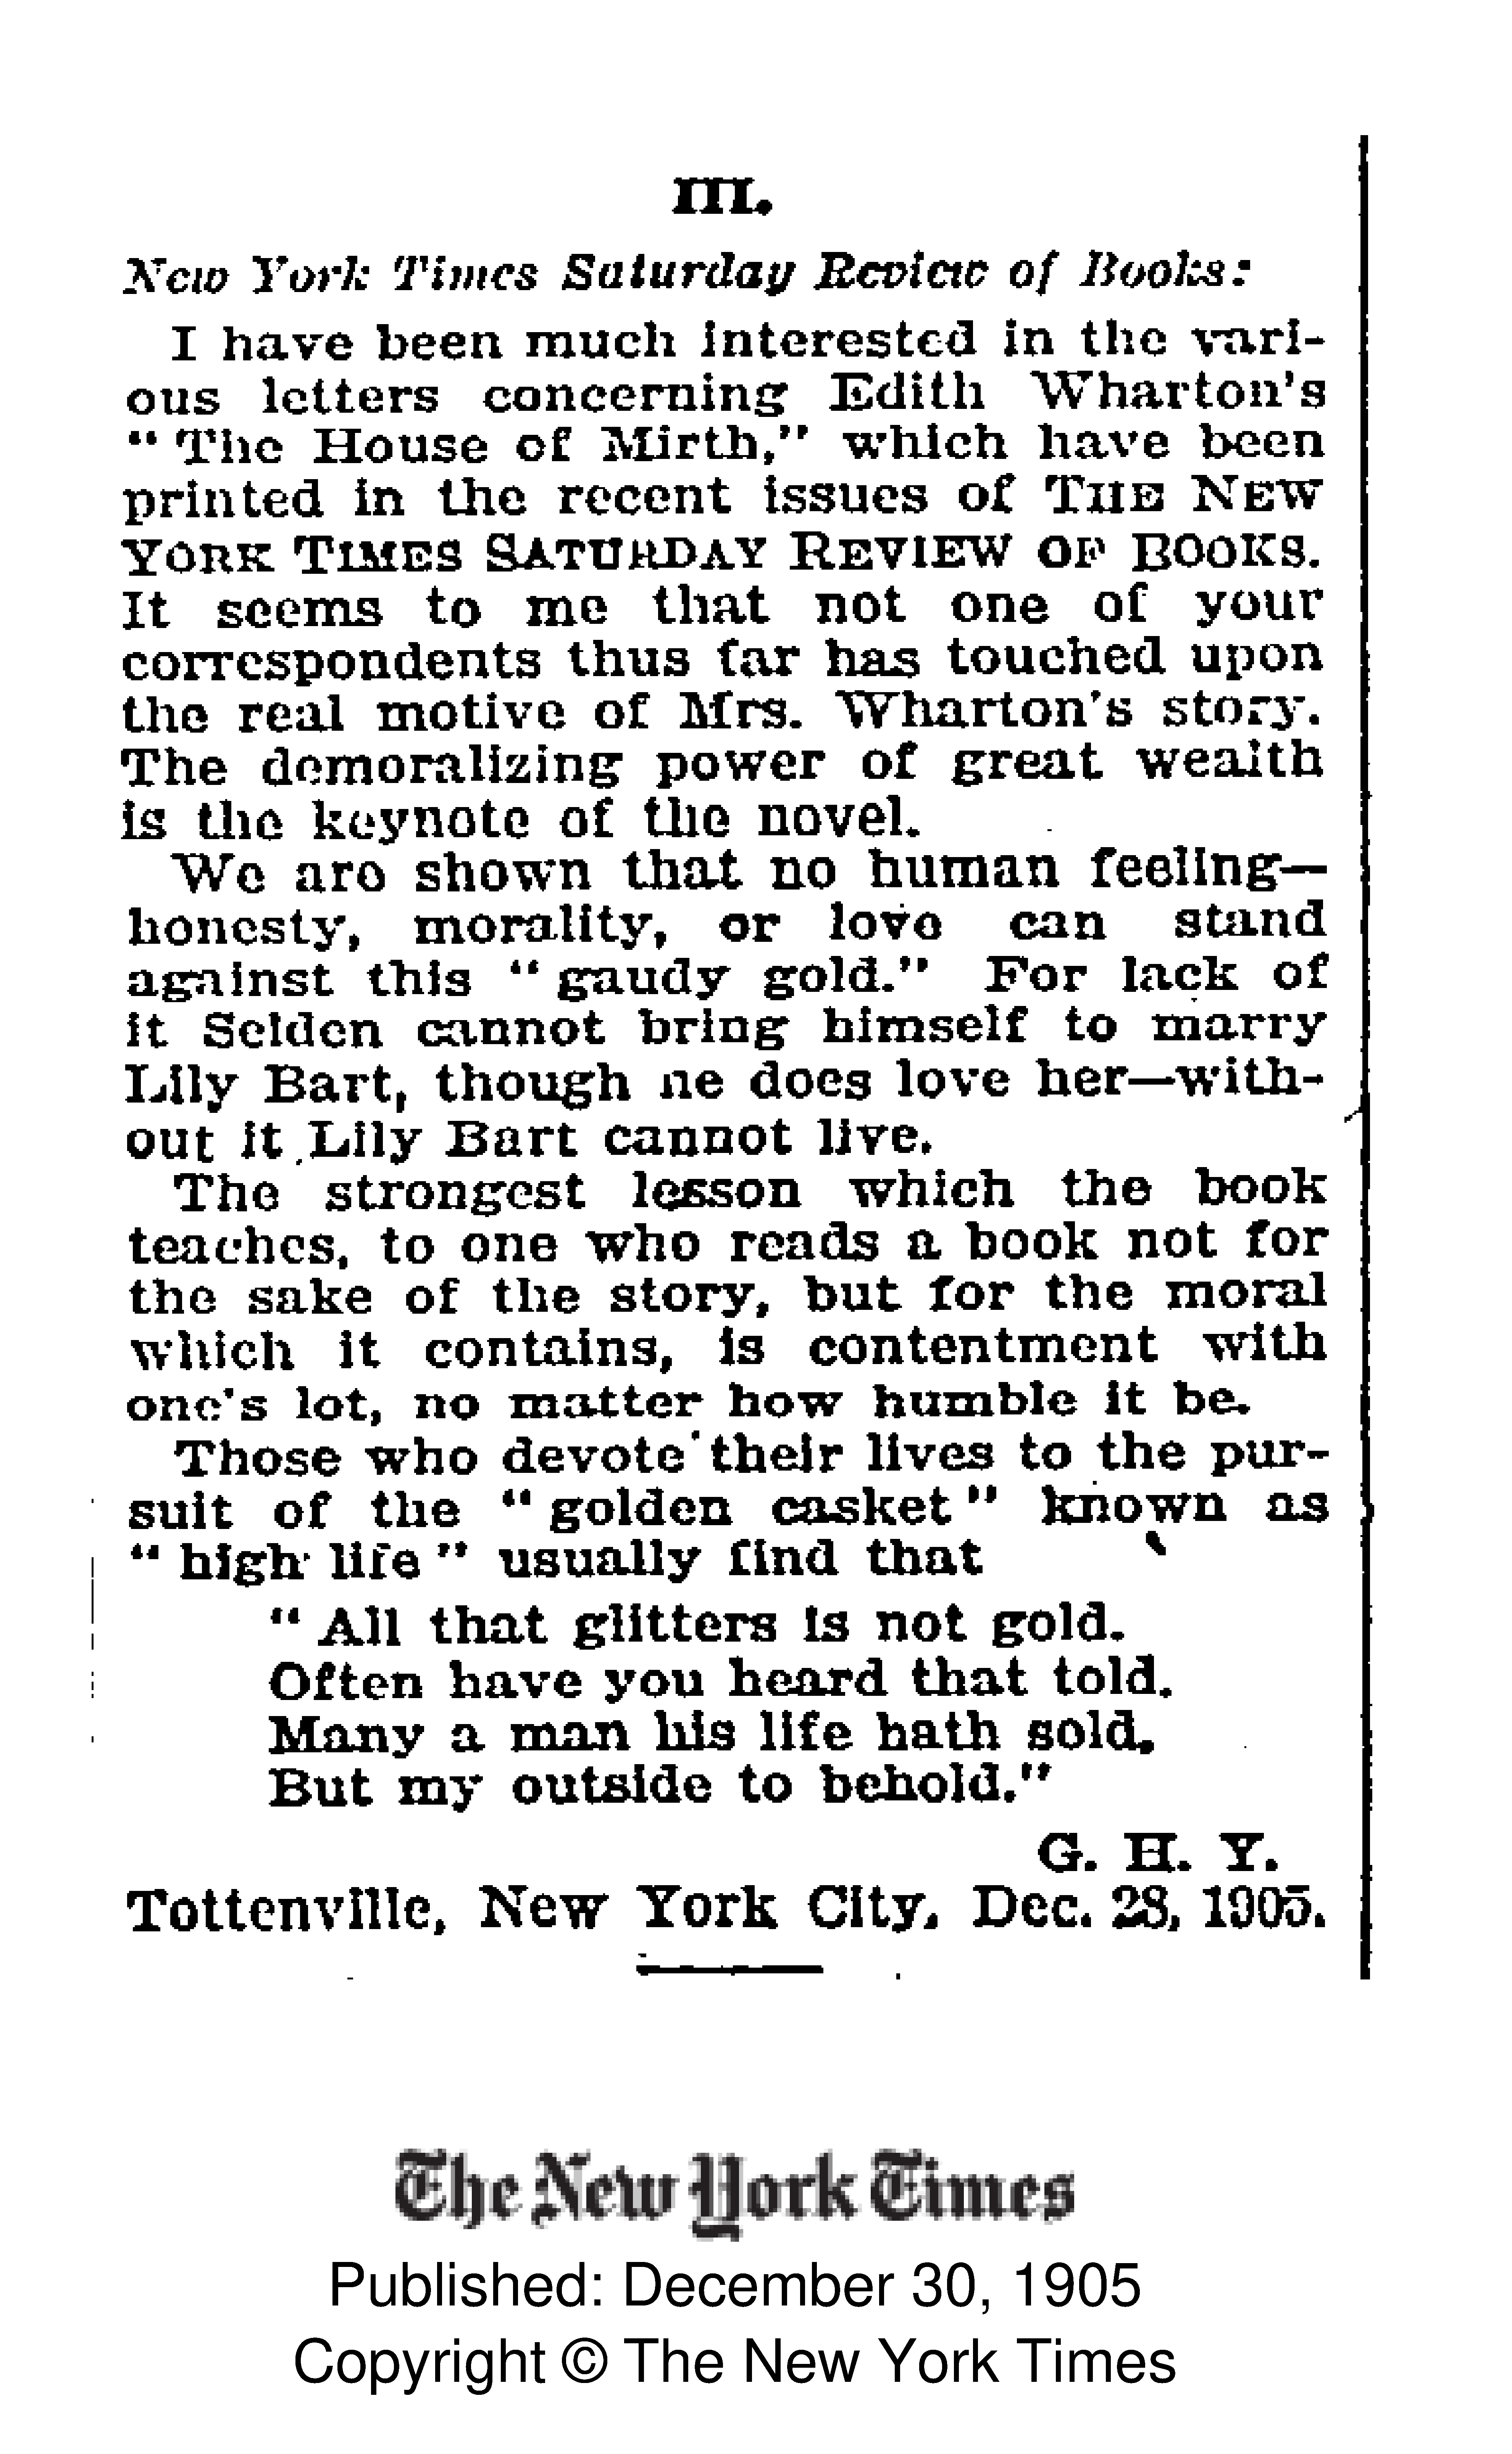 III.
New York Times Saturday Review of Books:
I have been much interested in the vari-
ous letters concerning Edith Wharton's
"The House of Mirth," which have been
printed in the recent issues of THE NEW
YORK TIMES SATURDAY REVIEW OF BOOKS.
It seems to me that not one of your
correspondents thus far has touched upon
the real motive of Mrs. Wharton's story.
The demoralizing power of great wealth
is the keynote of the novel.
We are shown that no human feeling—
honesty, morality, or love can stand
against this "gaudy gold." For lack of
it Selden cannot bring himself to marry
Lily Bart, though he does love her—with-
out it Lily Bart cannot live.
The strongest lesson which the book
teaches, to one who reads a book not for
the sake of the story, but for the moral
which it contains, is contentment with
one's lot, no matter how humble it be.
Those who devote their lives to the pur-
suit of the "golden casket" known as
"high life" usually find that
"All that glitters is not gold.
Often have you heard that told.
Many a man his life hath sold,
But my outside to behold."
G. H. Y.
Tottenville, New York City, Dec. 28, 1905.
The New York Times
Published: December 30, 1905
Copyright © The New York Times